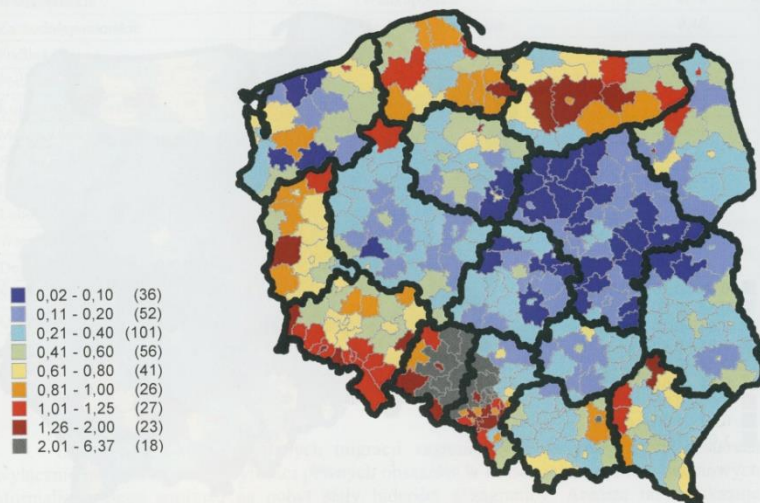 0,02 - 0,10 (36)
0,11 - 0,20 (52)
0,21 - 0,40 (101)
0,41 - 0,60 (56)
0,61 - 0,80 (41)
0,81 - 1,00 (26)
1,01 - 1,25 (27)
1,26 - 2,00 (23)
2,01 - 6,37 (18)